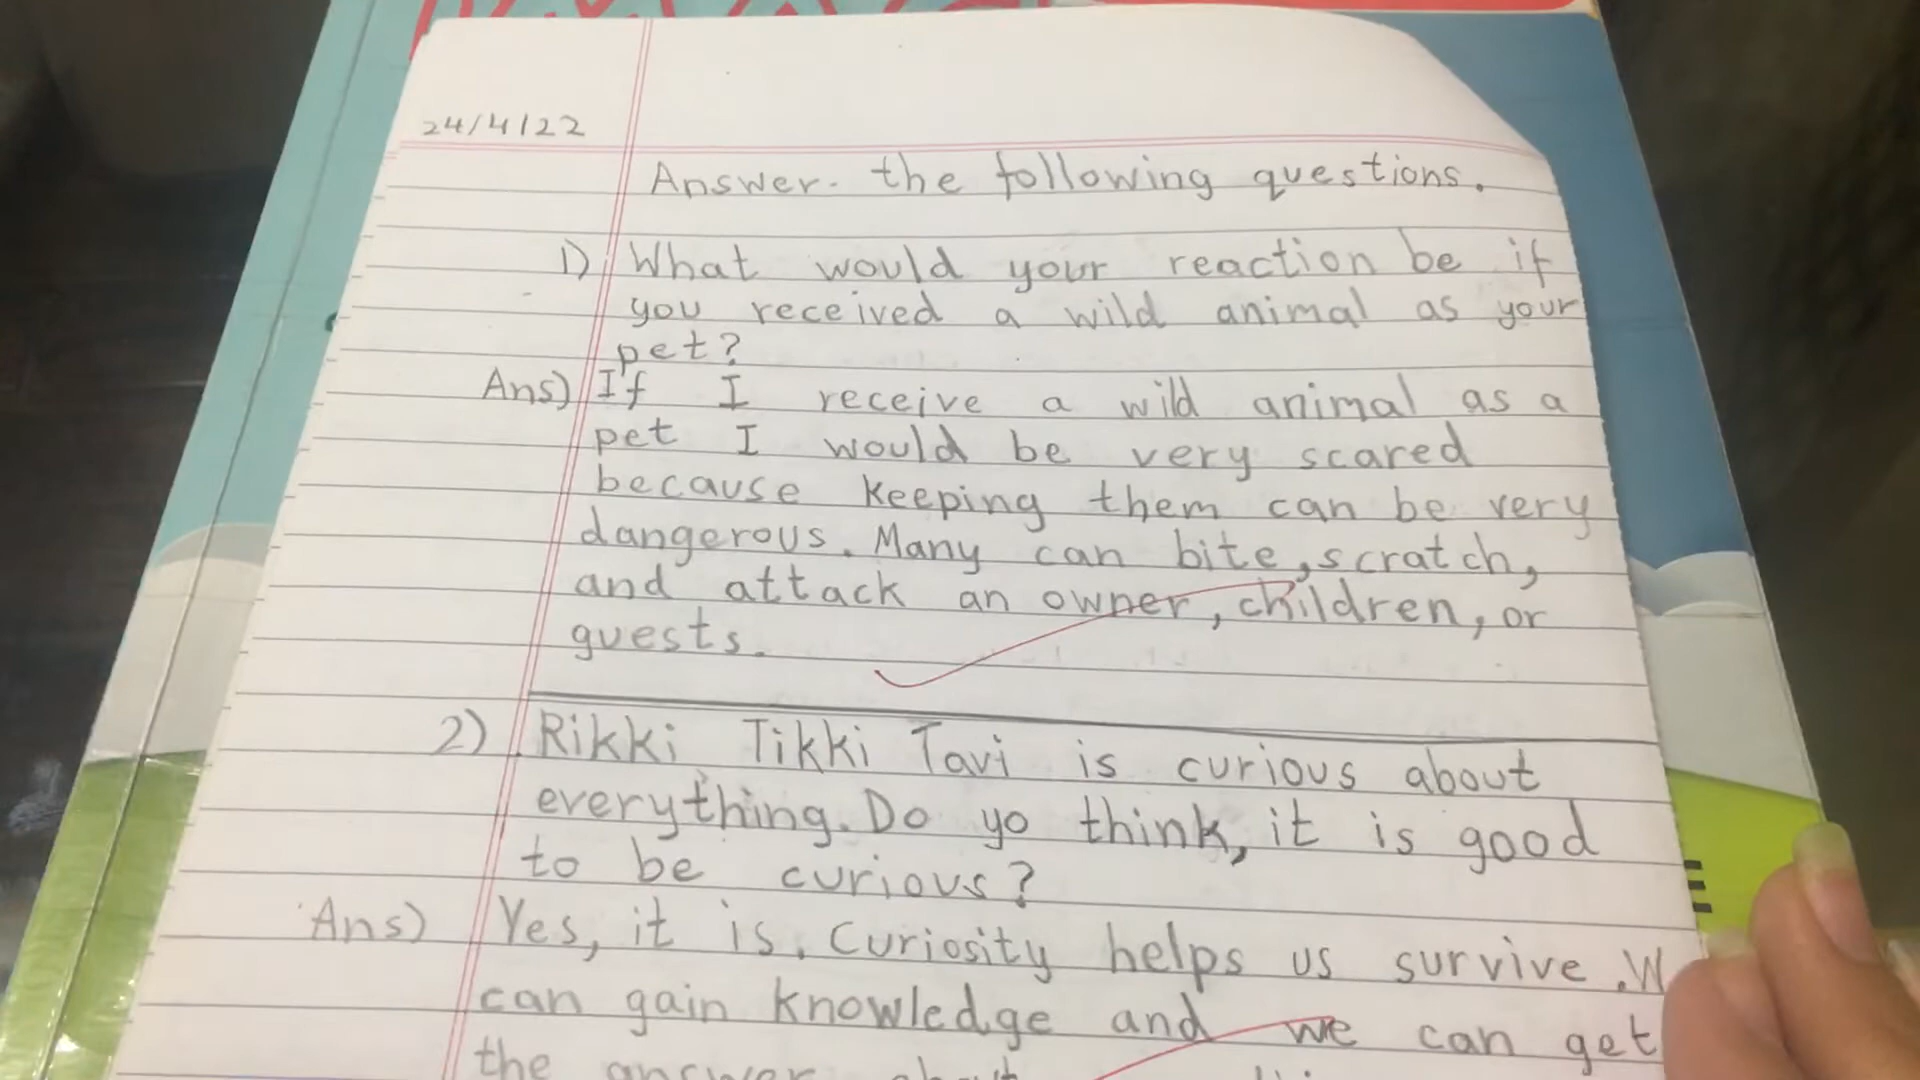 24/4/22
Answer. the following questions.
1) What would your reaction be if
you received a wild animal as your
pet?
Ans) If I receive a wild animal as a
pet I would be very scared
because keeping them can be very
dangerous. Many can bite, scratch,
and attack an owner, children, or
guests.
2) Rikki Tikki Tavi is curious about
everything. Do yo think, it is good
to be curious?
Ans) Yes, it is. Curiosity helps us survive. W
can gain knowledge and we can get
the answer about